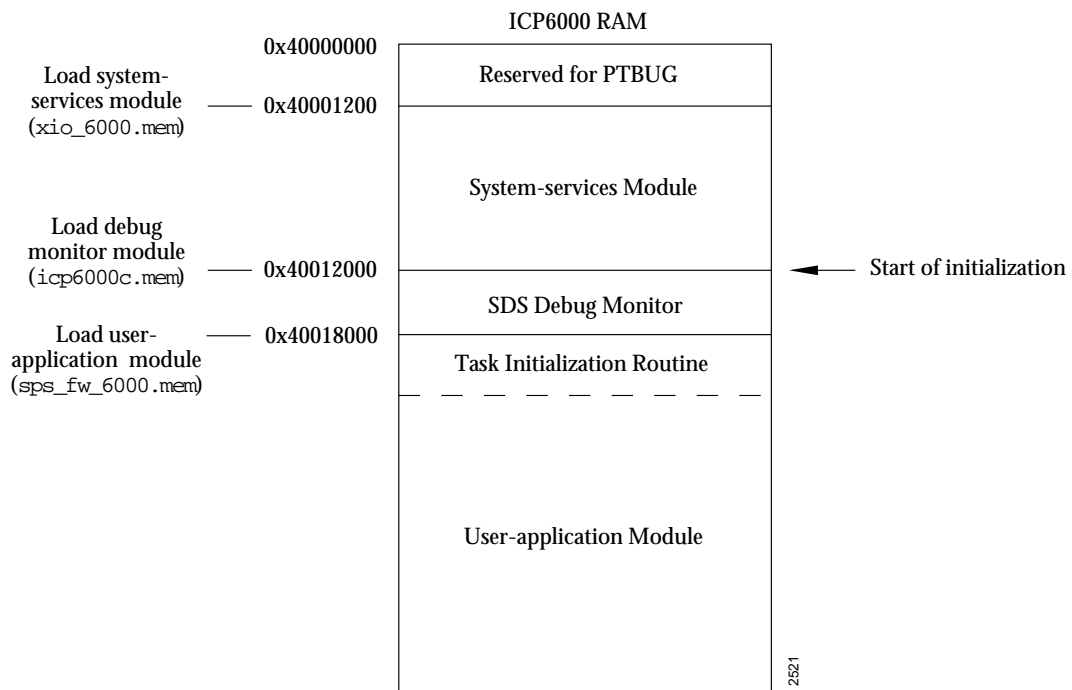 ICP6000 RAM
0x40000000
Reserved for PTBUG
Load system-
services module
(xio_6000.mem)
0x40001200
System-services Module
Load debug
monitor module
(icp6000c.mem)
0x40012000
Start of initialization
SDS Debug Monitor
Load user-
application module
(sps_fw_6000.mem)
0x40018000
Task Initialization Routine
User-application Module
2521